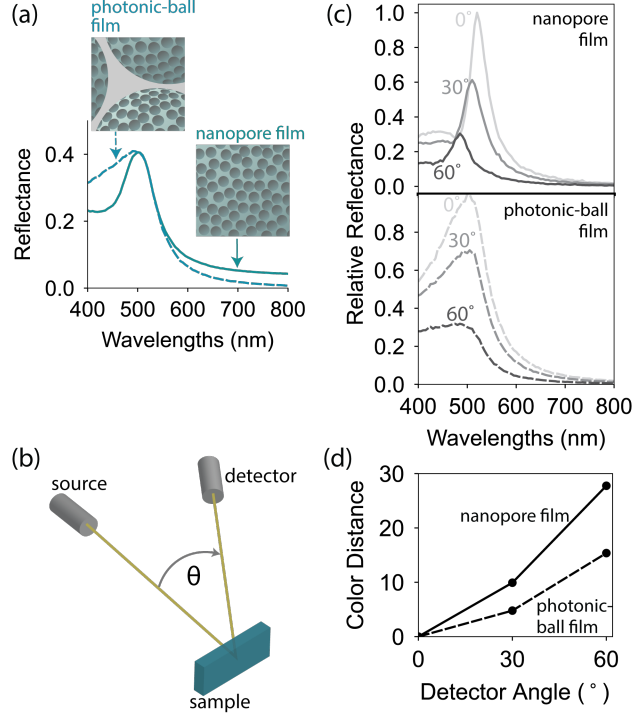 (a)
photonic-ball
film
nanopore film
0.4
0.2
0.0
Reflectance
400 500 600 700 800
Wavelengths (nm)
(b)
source
detector
θ
sample
(c)
nanopore
film
0°
30°
60°
1.0
0.8
0.6
0.4
0.2
0.0
photonic-ball
film
0°
30°
60°
0.8
0.6
0.4
0.2
0.0
Relative Reflectance
400 500 600 700 800
Wavelengths (nm)
(d)
30
20
10
0
Color Distance
nanopore film
photonic-
ball film
0 30 60
Detector Angle (°)